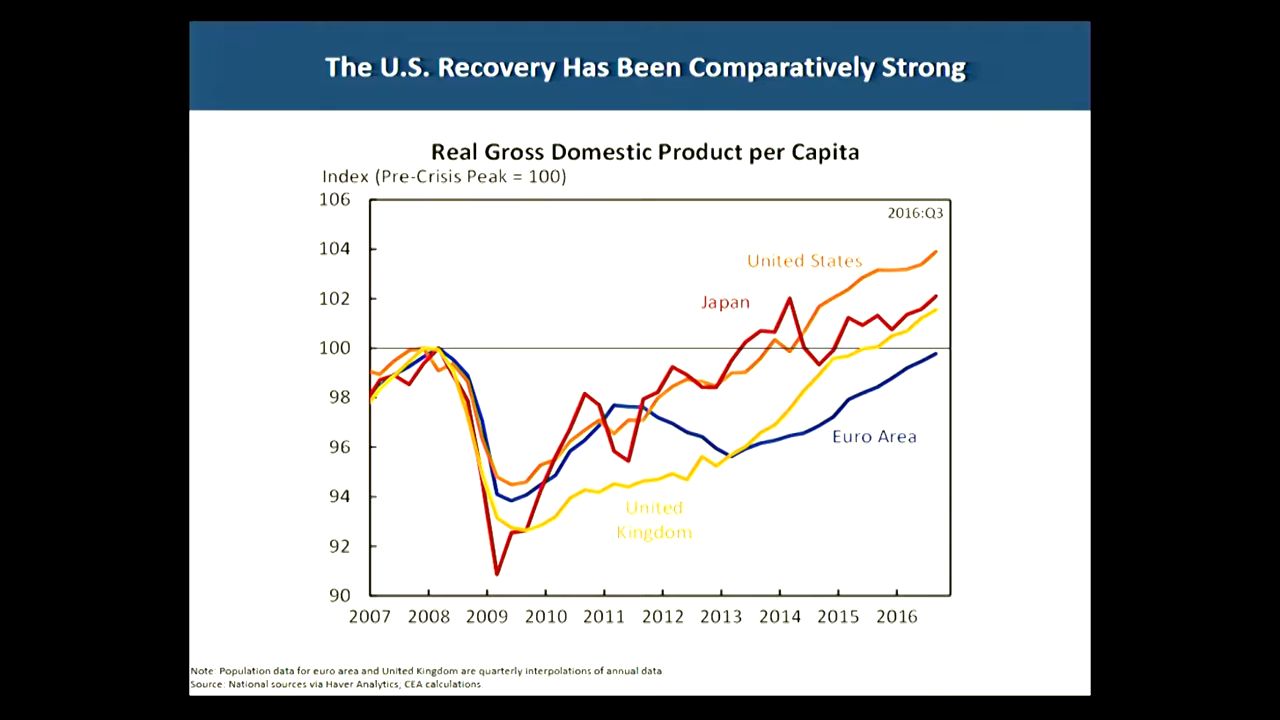 The U.S. Recovery Has Been Comparatively Strong
Real Gross Domestic Product per Capita
Index (Pre-Crisis Peak = 100)
106
2016:Q3
104
United States
102
Japan
100
98
96
Euro Area
94
United
Kingdom
92
90
2007 2008 2009 2010 2011 2012 2013 2014 2015 2016
Note: Population data for euro area and United Kingdom are quarterly interpolations of annual data
Source: National sources via Haver Analytics, CEA calculations.